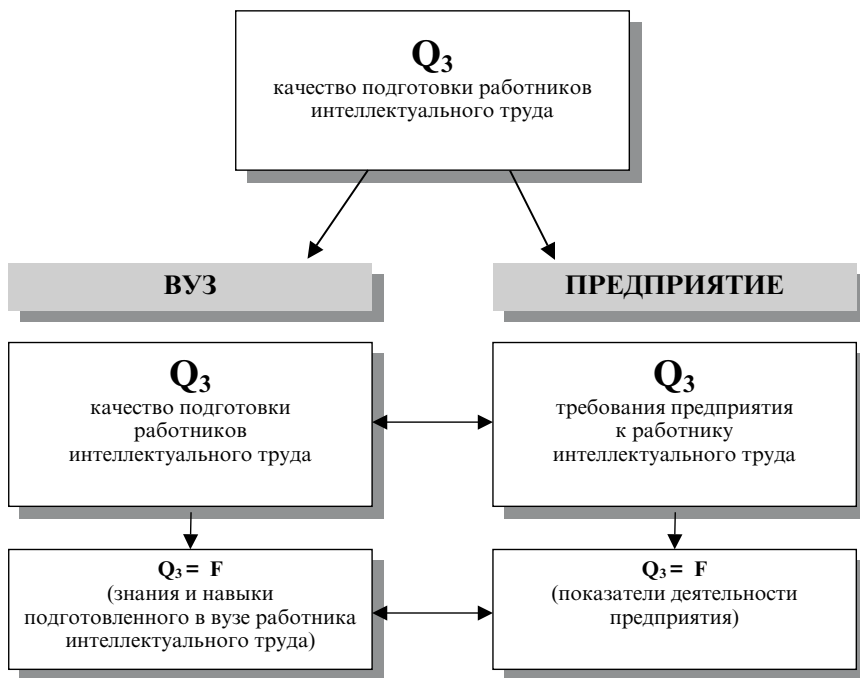 Q₃
качество подготовки работников
интеллектуального труда
ВУЗ
ПРЕДПРИЯТИЕ
Q₃
качество подготовки
работников
интеллектуального труда
Q₃
требования предприятия
к работнику
интеллектуального труда
Q₃ = F
(знания и навыки
подготовленного в вузе работника
интеллектуального труда)
Q₃ = F
(показатели деятельности
предприятия)